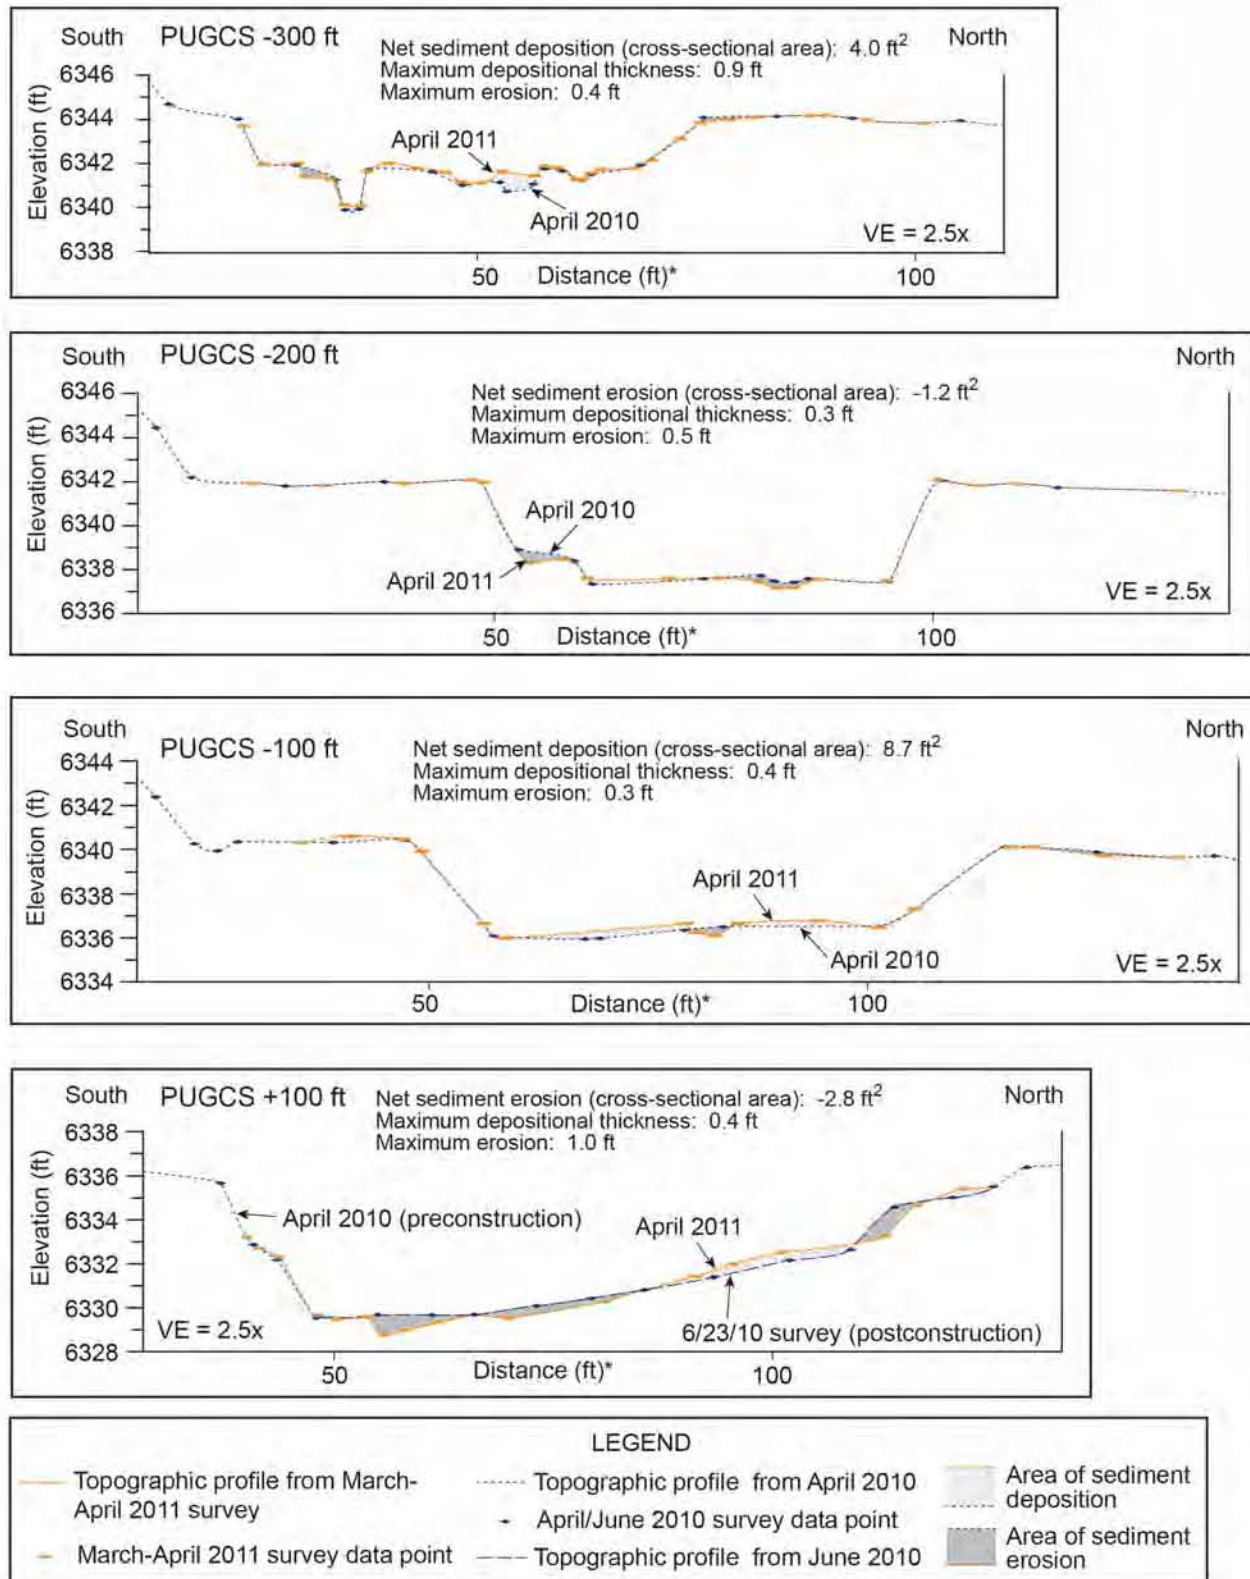 South PUGCS -300 ft North
Net sediment deposition (cross-sectional area): 4.0 ft²
Maximum depositional thickness: 0.9 ft
Maximum erosion: 0.4 ft
Elevation (ft)
6346
6344
6342
6340
6338
April 2011
April 2010
VE = 2.5x
50 Distance (ft)* 100
South PUGCS -200 ft North
Net sediment erosion (cross-sectional area): -1.2 ft²
Maximum depositional thickness: 0.3 ft
Maximum erosion: 0.5 ft
Elevation (ft)
6346
6344
6342
6340
6338
6336
April 2010
April 2011
VE = 2.5x
50 Distance (ft)* 100
South PUGCS -100 ft North
Net sediment deposition (cross-sectional area): 8.7 ft²
Maximum depositional thickness: 0.4 ft
Maximum erosion: 0.3 ft
Elevation (ft)
6344
6342
6340
6338
6336
6334
April 2011
April 2010
VE = 2.5x
50 Distance (ft)* 100
South PUGCS +100 ft North
Net sediment erosion (cross-sectional area): -2.8 ft²
Maximum depositional thickness: 0.4 ft
Maximum erosion: 1.0 ft
Elevation (ft)
6338
6336
6334
6332
6330
6328
April 2010 (preconstruction)
April 2011
6/23/10 survey (postconstruction)
VE = 2.5x
50 Distance (ft)* 100
LEGEND
Topographic profile from March-
April 2011 survey
March-April 2011 survey data point
Topographic profile from April 2010
April/June 2010 survey data point
Topographic profile from June 2010
Area of sediment
deposition
Area of sediment
erosion